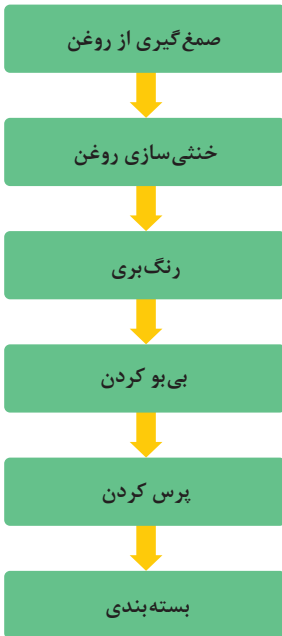 صمغ‌گیری از روغن
خنثی‌سازی روغن
رنگ‌بری
بی‌بو کردن
پرس کردن
بسته‌بندی